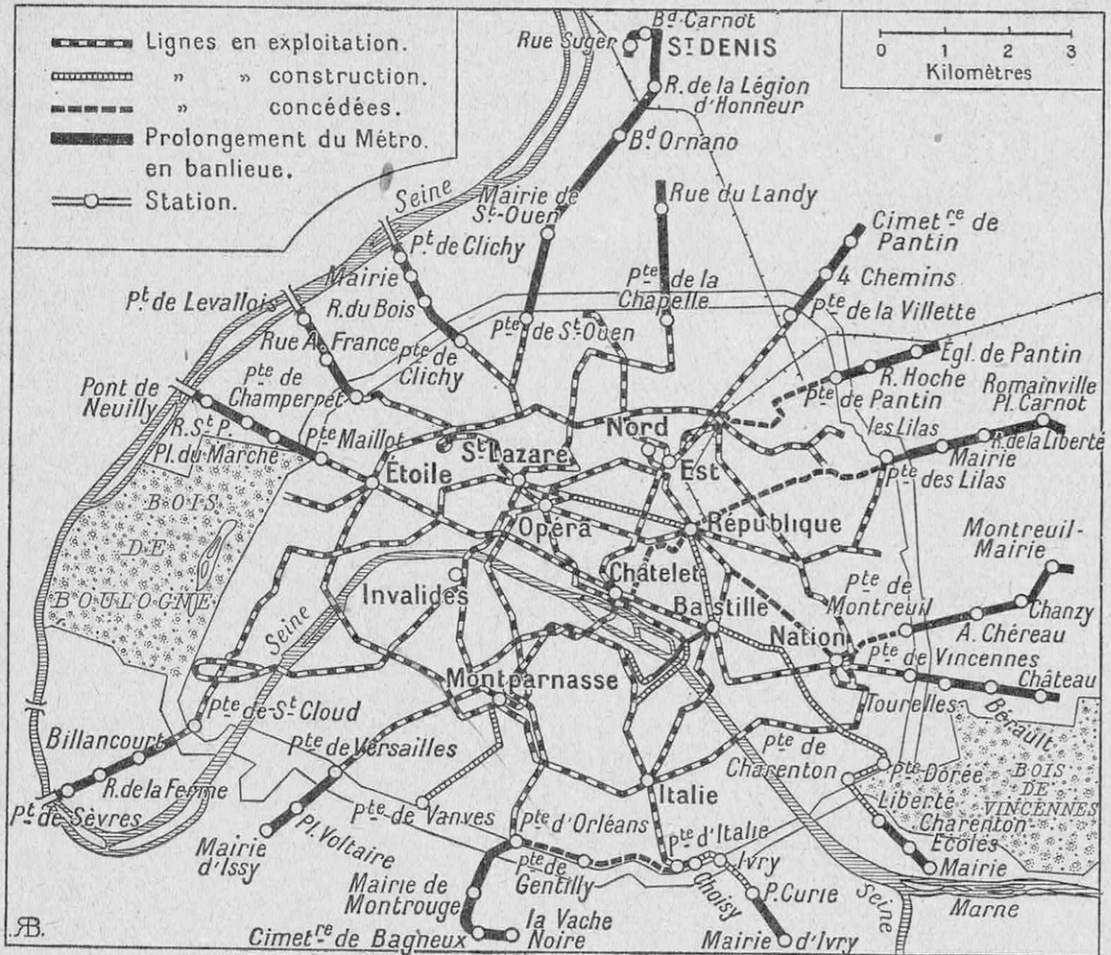 Lignes en exploitation.
" " construction.
" " concédées.
Prolongement du Métro.
en banlieue.
Station.
0 1 2 3
Kilomètres
Bd. Carnot
Rue Suger
St DENIS
R. de la Légion
d'Honneur
Bd. Ornano
Seine
Mairie de
St-Ouen
Rue du Landy
Cimet.re de
Pantin
Pt. de Clichy
Mairie
R. du Bois
Pte de la
Chapelle
4 Chemins
Pte de la Villette
Pt. de Levallois
Rue A. France
Pte de
Clichy
Pte de St Ouen
Egl. de Pantin
R. Hoche
Pte de Pantin
Romainville
Pl. Carnot
Pont de
Neuilly
Pte de
Champerret
R. St P.
Pl. du Marché
Pte Maillot
Nord
les Lilas
R. de la Liberté
Mairie
Pte des Lilas
St Lazare
Étoile
Est
Opéra
République
Montreuil-
Mairie
BOIS
DE
BOULOGNE
Invalides
Châtelet
Bastille
Pte de
Montreuil
Chanzy
A. Chéreau
Nation
Pte de Vincennes
Château
Seine
Montparnasse
Tourelles
Bérault
Pte de St Cloud
Billancourt
Pte de Versailles
Pte de
Charenton
Pte Dorée
BOIS
DE
VINCENNES
R. de la Ferme
Pt. de Sèvres
Italie
Liberté
Charenton
Ecoles
Mairie
Pl. Voltaire
Mairie
d'Issy
Pte de Vanves
Pte d'Orléans
Pte d'Italie
Pte de
Gentilly
Choisy
Ivry
P. Curie
Mairie d'Ivry
Mairie de
Montrouge
la Vache
Noire
Cimet.re de Bagneux
Seine
Marne
RB.